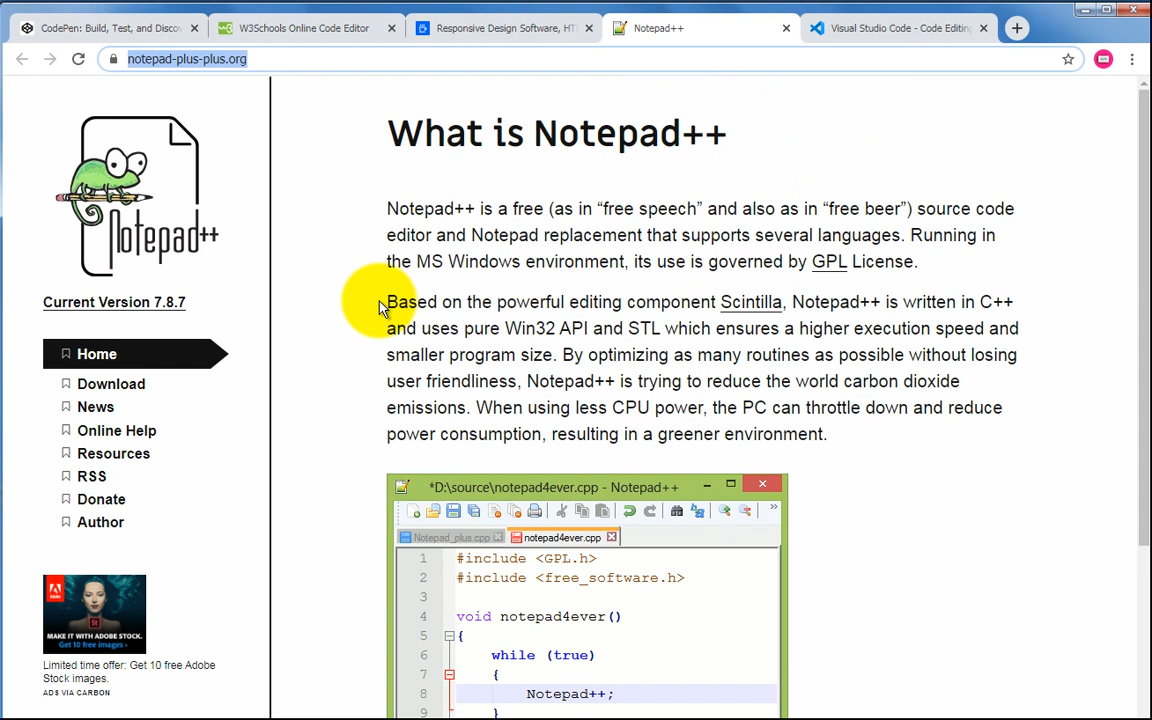 CodePen: Build, Test, and Discov
W3Schools Online Code Editor
Responsive Design Software, HT
Notepad++
Visual Studio Code - Code Editing
notepad-plus-plus.org
Notepad++
Current Version 7.8.7
Home
Download
News
Online Help
Resources
RSS
Donate
Author
Adobe
St
MAKE IT WITH ADOBE STOCK.
Get 10 free images ›
Limited time offer: Get 10 free Adobe
Stock images.
ADS VIA CARBON
What is Notepad++
Notepad++ is a free (as in “free speech” and also as in “free beer”) source code
editor and Notepad replacement that supports several languages. Running in
the MS Windows environment, its use is governed by GPL License.
Based on the powerful editing component Scintilla, Notepad++ is written in C++
and uses pure Win32 API and STL which ensures a higher execution speed and
smaller program size. By optimizing as many routines as possible without losing
user friendliness, Notepad++ is trying to reduce the world carbon dioxide
emissions. When using less CPU power, the PC can throttle down and reduce
power consumption, resulting in a greener environment.
*D:\source\notepad4ever.cpp - Notepad++
Notepad_plus.cpp
notepad4ever.cpp
1 #include <GPL.h>
2 #include <free_software.h>
3
4 void notepad4ever()
5 {
6 while (true)
7 {
8 Notepad++;
9 }